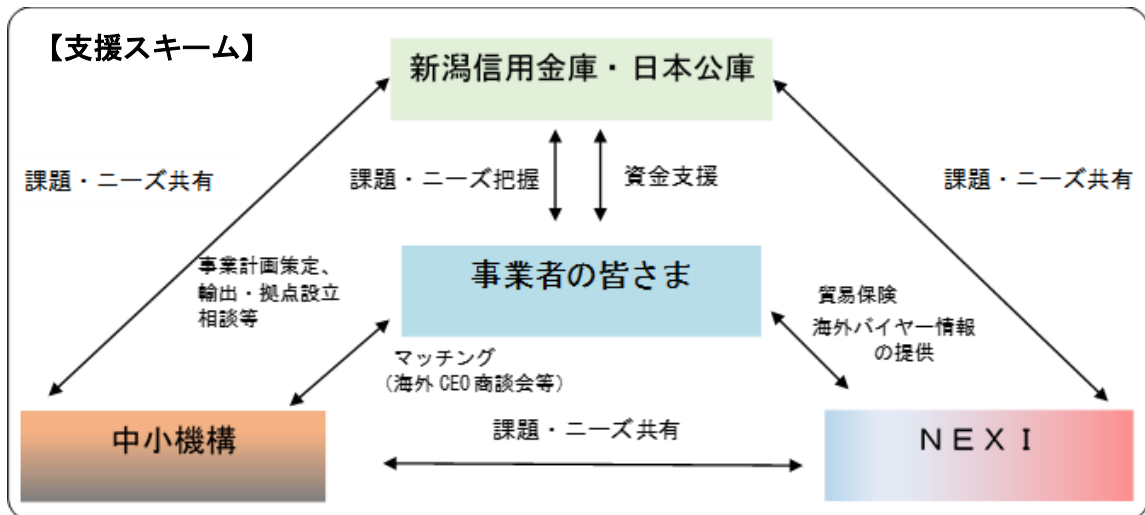 【支援スキーム】
新潟信用金庫・日本公庫
課題・ニーズ共有
課題・ニーズ把握
資金支援
課題・ニーズ共有
事業者の皆さま
事業計画策定、
輸出・拠点設立
相談等
貿易保険
海外バイヤー情報
の提供
マッチング
（海外 CEO 商談会等）
中小機構
課題・ニーズ共有
ＮＥＸＩ